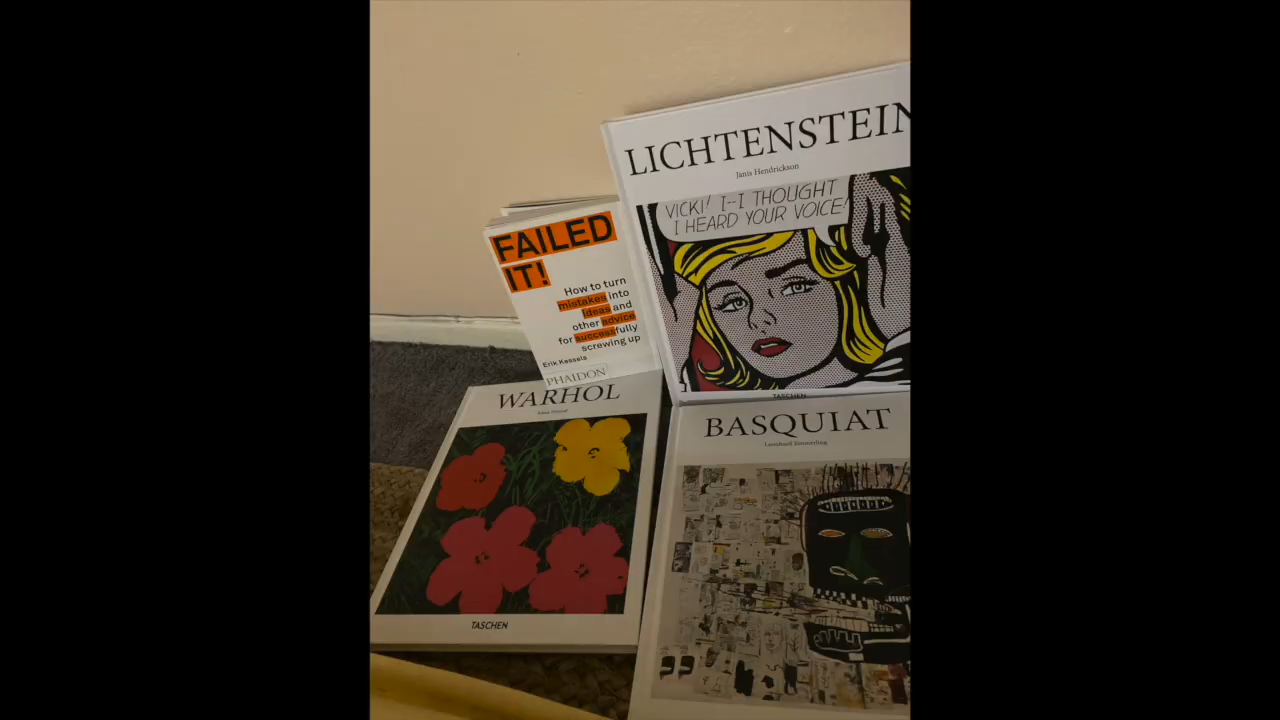 LICHTENSTEIN
Janis Hendrickson
VICKI! I--I THOUGHT
I HEARD YOUR VOICE!
TASCHEN
FAILED
IT!
How to turn
mistakes into
ideas and
other advice
for successfully
screwing up
Erik Kessels
PHAIDON
WARHOL
TASCHEN
BASQUIAT
Leonhard Emmerling